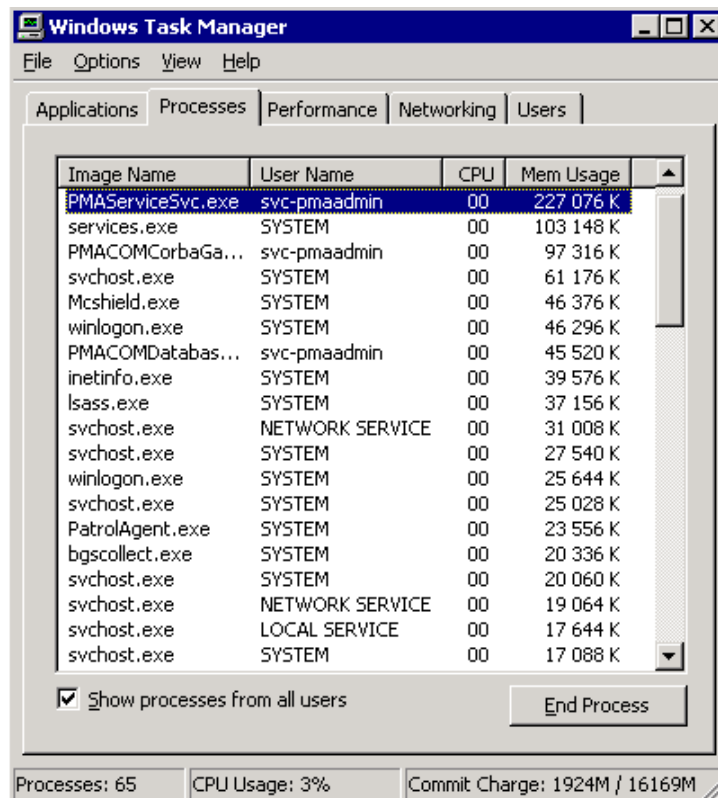 Windows Task Manager
File Options View Help
Applications Processes Performance Networking Users
Image Name User Name CPU Mem Usage
PMAServiceSvc.exe svc-pmaadmin 00 227 076 K
services.exe SYSTEM 00 103 148 K
PMACOMCorbaGa... svc-pmaadmin 00 97 316 K
svchost.exe SYSTEM 00 61 176 K
Mcshield.exe SYSTEM 00 46 376 K
winlogon.exe SYSTEM 00 46 296 K
PMACOMDatabas... svc-pmaadmin 00 45 520 K
inetinfo.exe SYSTEM 00 39 576 K
lsass.exe SYSTEM 00 37 156 K
svchost.exe NETWORK SERVICE 00 31 008 K
svchost.exe SYSTEM 00 27 540 K
winlogon.exe SYSTEM 00 25 644 K
svchost.exe SYSTEM 00 25 028 K
PatrolAgent.exe SYSTEM 00 23 556 K
bgscollect.exe SYSTEM 00 20 336 K
svchost.exe SYSTEM 00 20 060 K
svchost.exe NETWORK SERVICE 00 19 064 K
svchost.exe LOCAL SERVICE 00 17 644 K
svchost.exe SYSTEM 00 17 088 K
Show processes from all users End Process
Processes: 65 CPU Usage: 3% Commit Charge: 1924M / 16169M